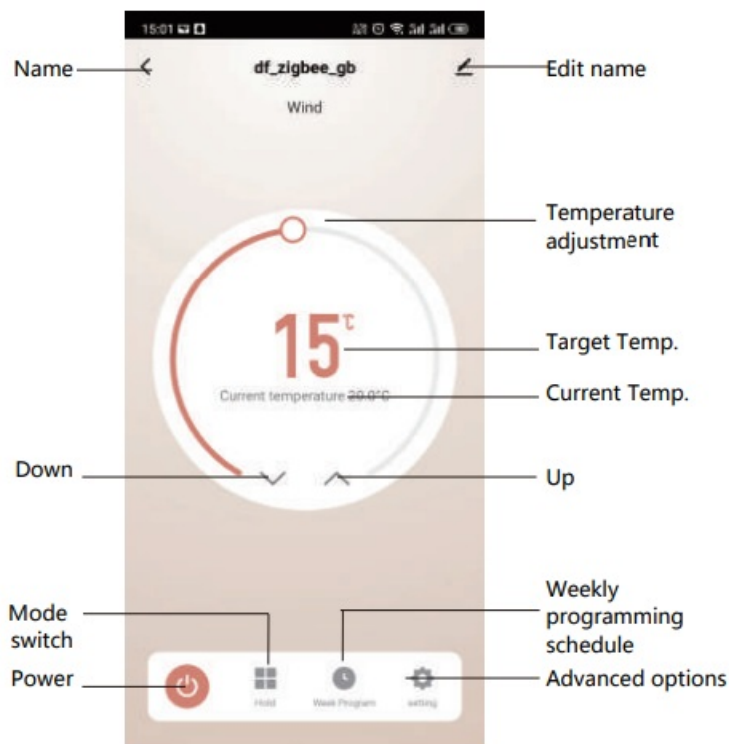 15:01
Name
df_zigbee_gb
Edit name
Wind
Temperature
adjustment
15℃
Target Temp.
Current temperature 20.0°C
Current Temp.
Down
Up
Mode
switch
Weekly
programming
schedule
Power
Hold
Week Program
setting
Advanced options